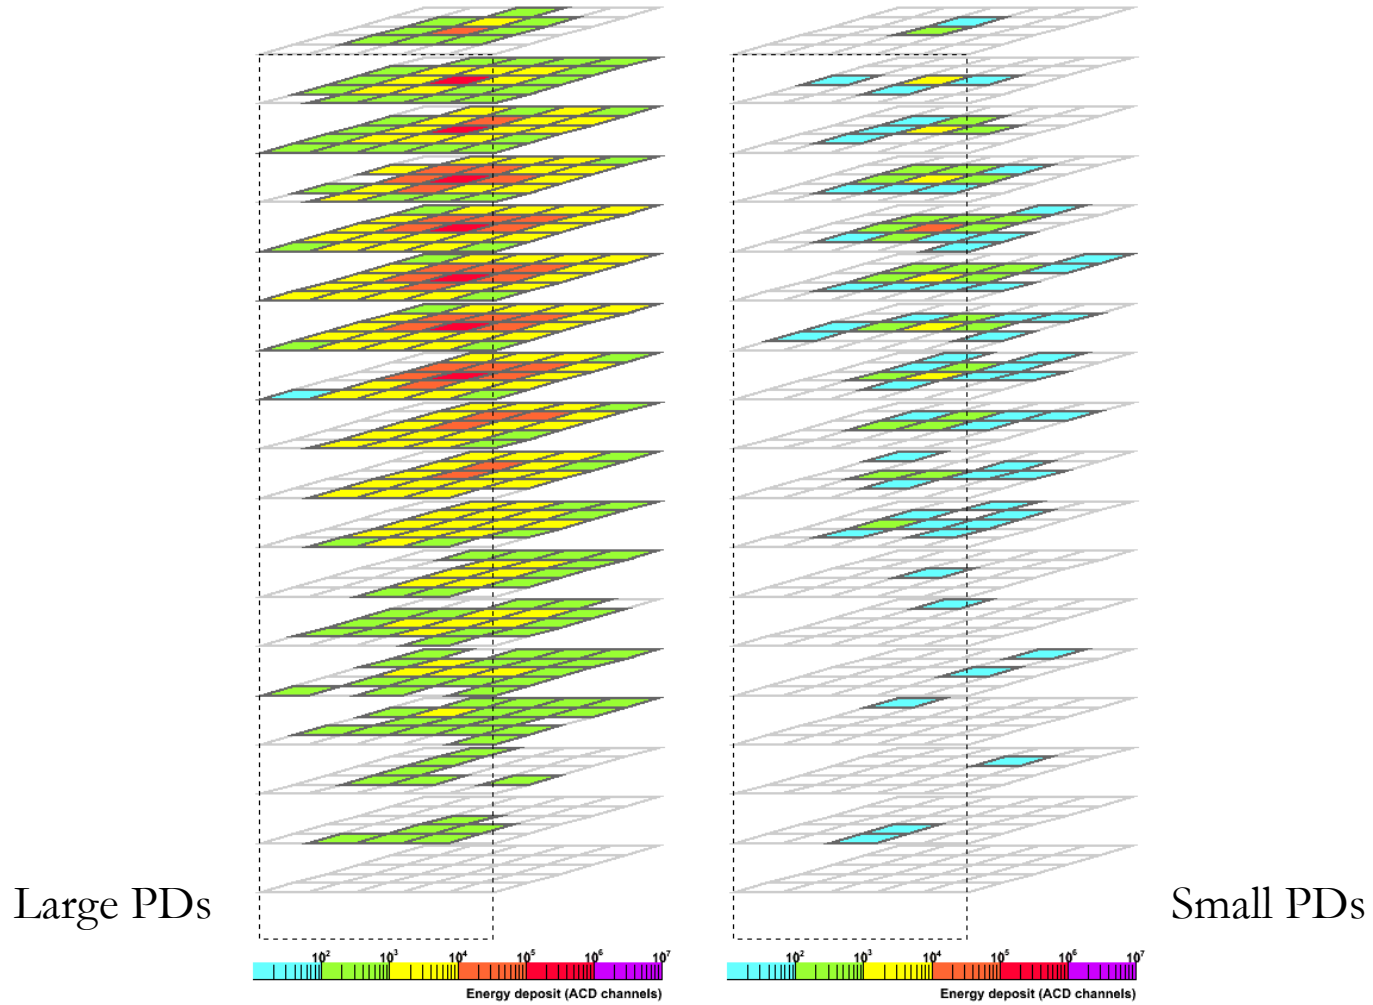 Large PDs
Small PDs
10² 10³ 10⁴ 10⁵ 10⁶ 10⁷
Energy deposit (ACD channels)
10² 10³ 10⁴ 10⁵ 10⁶ 10⁷
Energy deposit (ACD channels)